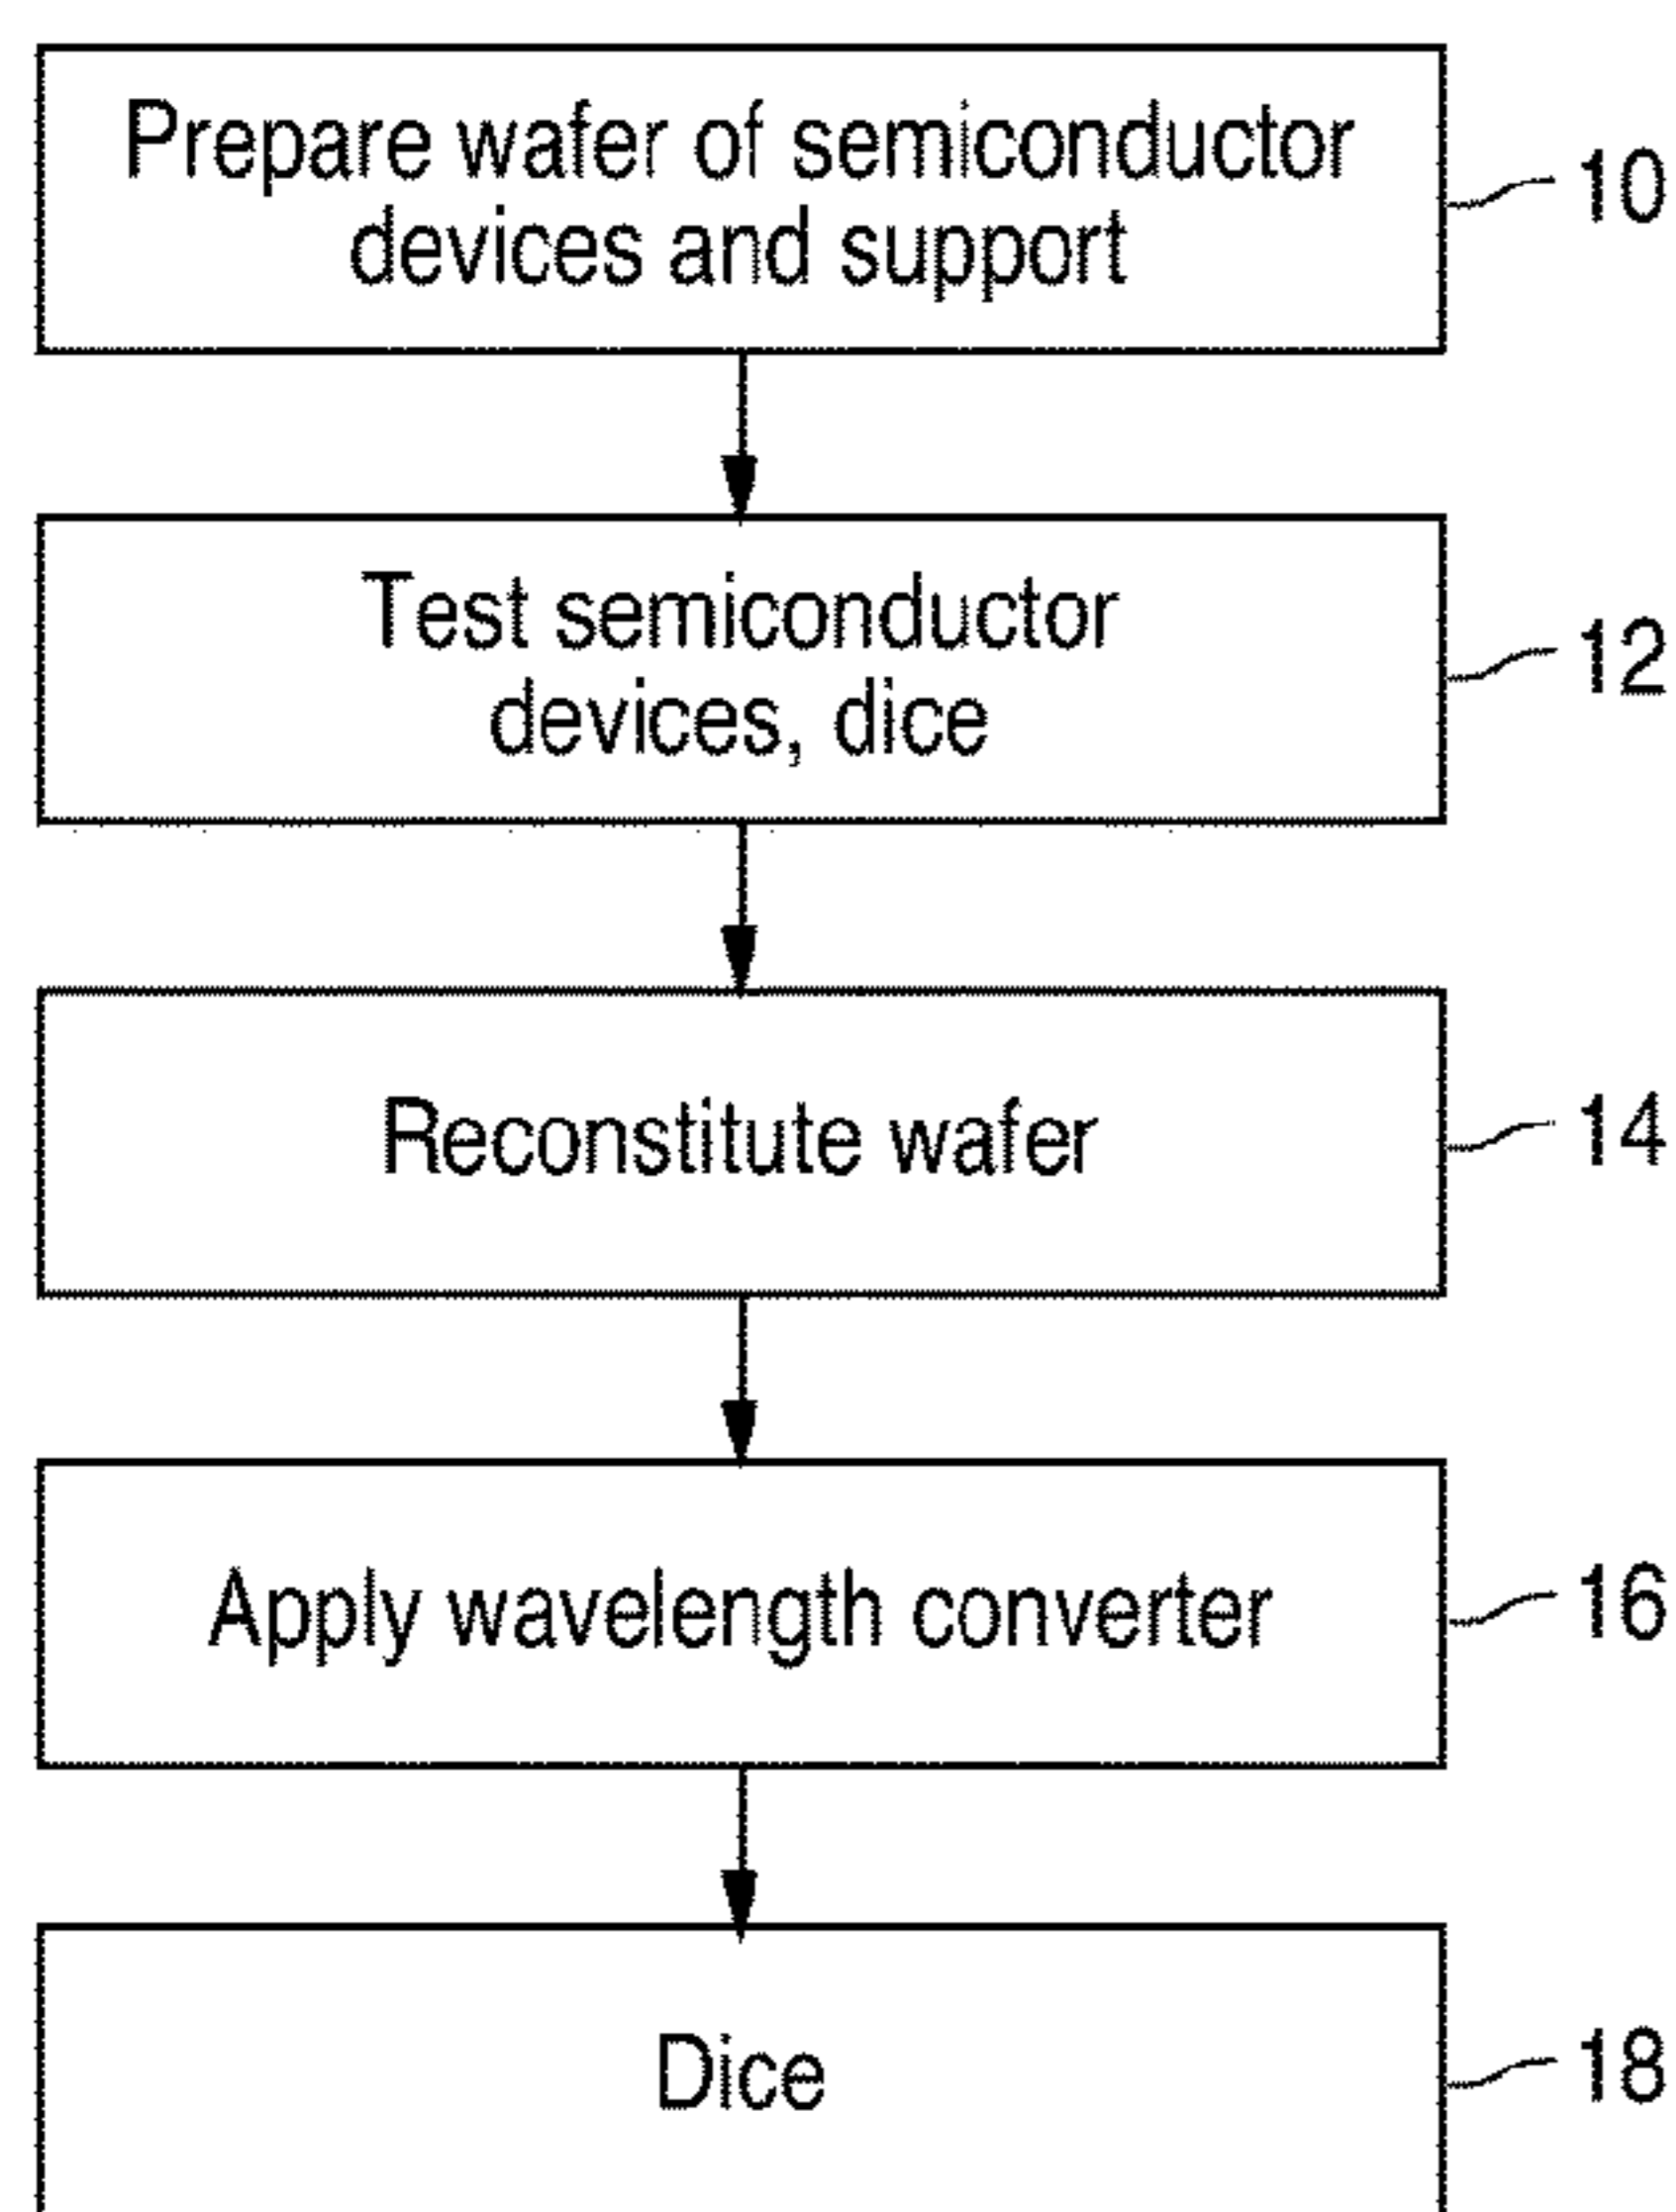 Prepare wafer of semiconductor
devices and support
10
Test semiconductor
devices, dice
12
Reconstitute wafer
14
Apply wavelength converter
16
Dice
18